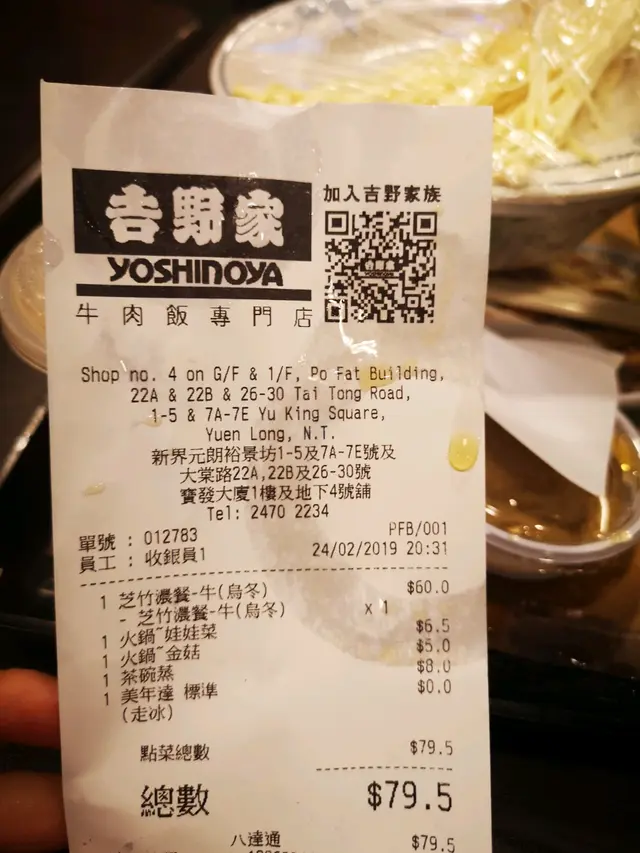 吉野家
YOSHINOYA
牛肉飯專門店
加入吉野家族
吉野家
Shop no. 4 on G/F & 1/F, Po Fat Building,
22A & 22B & 26-30 Tai Tong Road,
1-5 & 7A-7E Yu King Square,
Yuen Long, N.T.
新界元朗裕景坊1-5及7A-7E號及
大棠路22A,22B及26-30號
寶發大廈1樓及地下4號舖
Tel: 2470 2234
單號 : 012783 PFB/001
員工 : 收銀員1 24/02/2019 20:31
1 芝竹濃餐-牛(烏冬) $60.0
- 芝竹濃餐-牛(烏冬) x 1
1 火鍋~娃娃菜 $6.5
1 火鍋~金菇 $5.0
1 茶碗蒸 $8.0
1 美年達 標準 $0.0
(走冰)
點菜總數 $79.5
總數 $79.5
八達通 $79.5